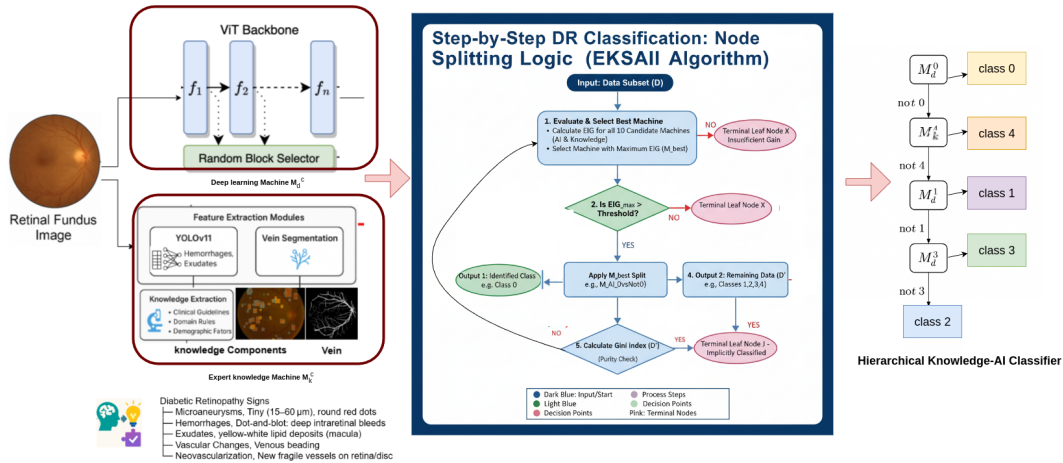 ViT Backbone
f₁
f₂
fₙ
Random Block Selector
Deep learning Machine M_d^c
Retinal Fundus
Image
Feature Extraction Modules
YOLOv11
Hemorrhages,
Exudates
Vein Segmentation
Knowledge Extraction
• Clinical Guidelines
• Domain Rules
• Demographic Fators
knowledge Components
Vein
Expert knowledge Machine M_k^c
Diabetic Retinopathy Signs
Microaneurysms, Tiny (15–60 µm), round red dots
Hemorrhages, Dot-and-blot: deep intraretinal bleeds
Exudates, yellow-white lipid deposits (macula)
Vascular Changes, Venous beading
Neovascularization, New fragile vessels on retina/disc
Step-by-Step DR Classification: Node
Splitting Logic (EKSAII Algorithm)
Input: Data Subset (D)
1. Evaluate & Select Best Machine
• Calculate EIG for all 10 Candidate Machines
(AI & Knowledge)
• Select Machine with Maximum EIG (M_best)
NO
Terminal Leaf Node X
Insufficient Gain
2. Is EIG_max >
Threshold?
NO
Terminal Leaf Node X
YES
Output 1: Identified Class
e.g. Class 0
Apply M_best Split
e.g., M_AI_0vsNot0)
4. Output 2: Remaining Data (D'
e.g., Classes 1,2,3,4]
NO
YES
5. Calculate Gini index (D')
(Purity Check)
YES
Terminal Leaf Node J –
Implicitly Classified
Dark Blue: Input/Start
Process Steps
Light Blue
Decision Points
Decision Points
Pink: Terminal Nodes
M_d^0
class 0
not 0
M_k^4
class 4
not 4
M_d^1
class 1
not 1
M_d^3
class 3
not 3
class 2
Hierarchical Knowledge-AI Classifier